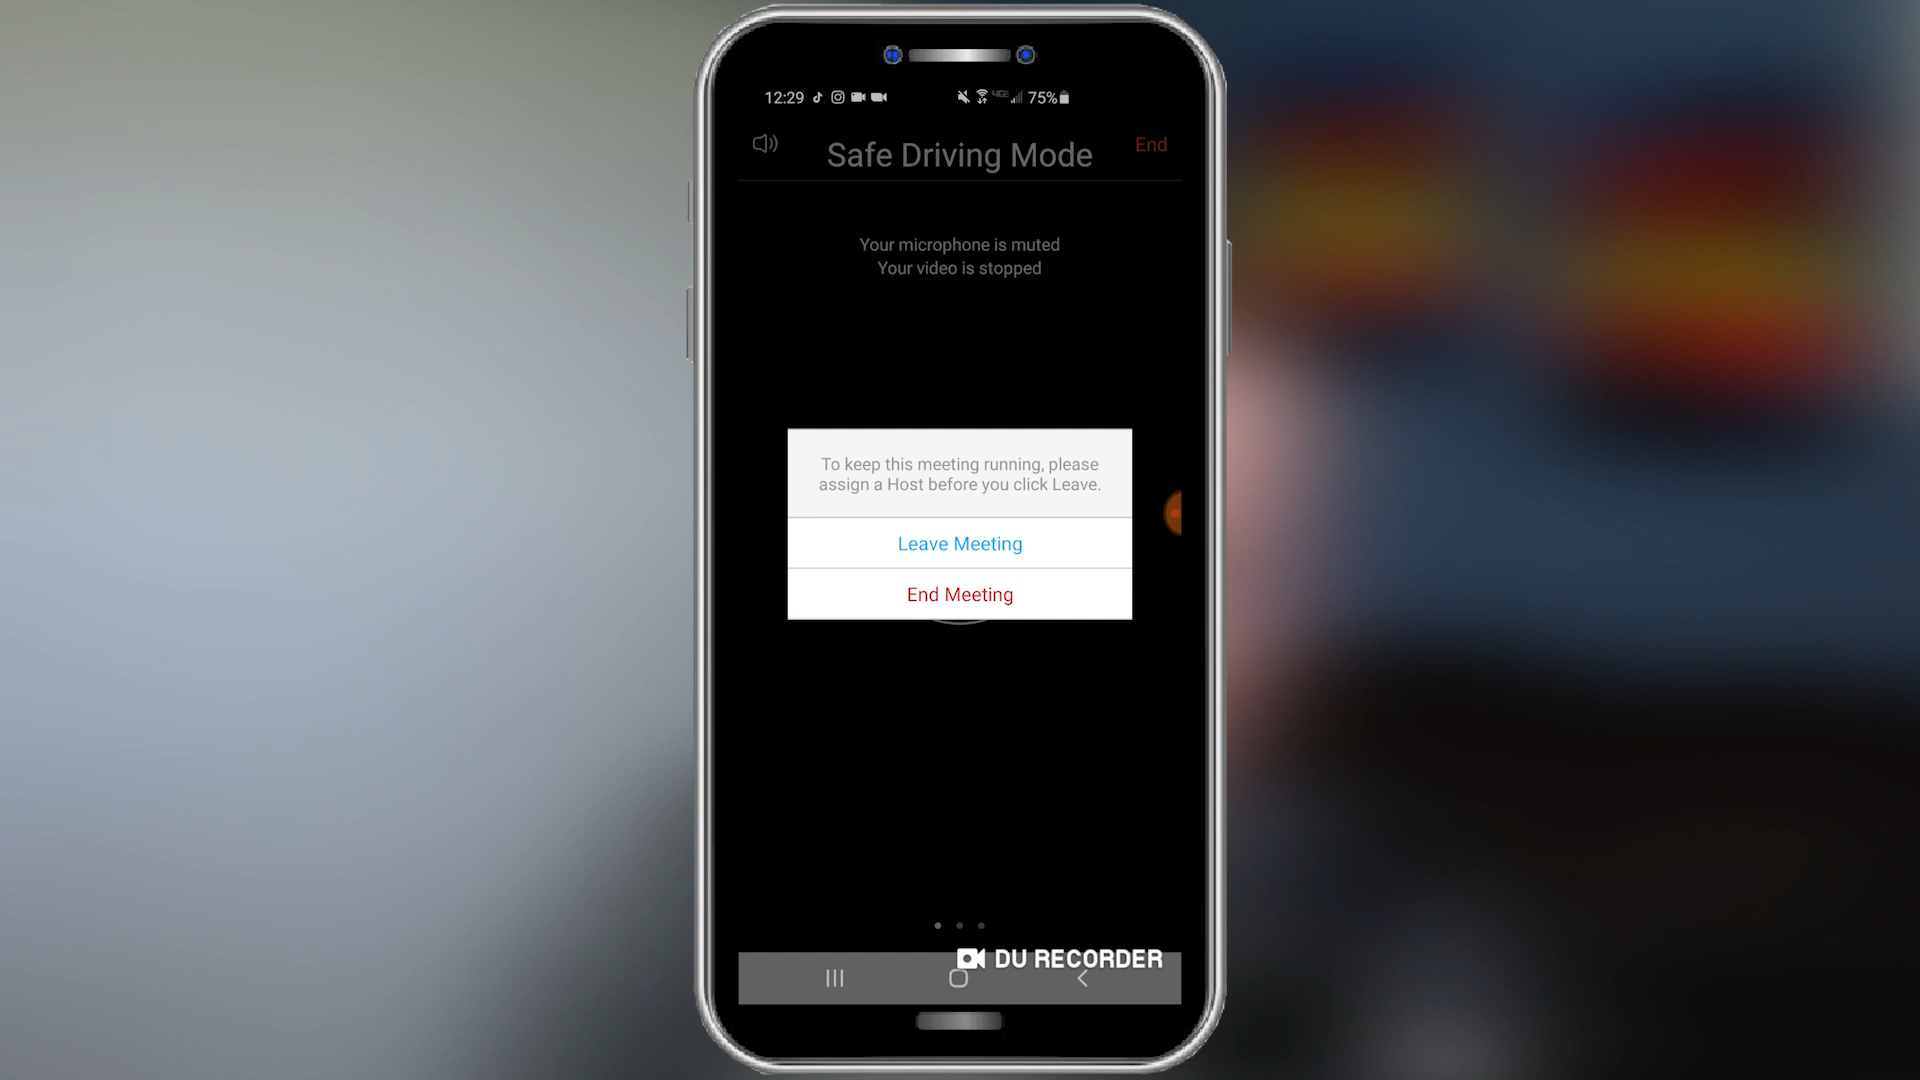 12:29
75%
Safe Driving Mode
End
Your microphone is muted
Your video is stopped
To keep this meeting running, please
assign a Host before you click Leave.
Leave Meeting
End Meeting
DU RECORDER